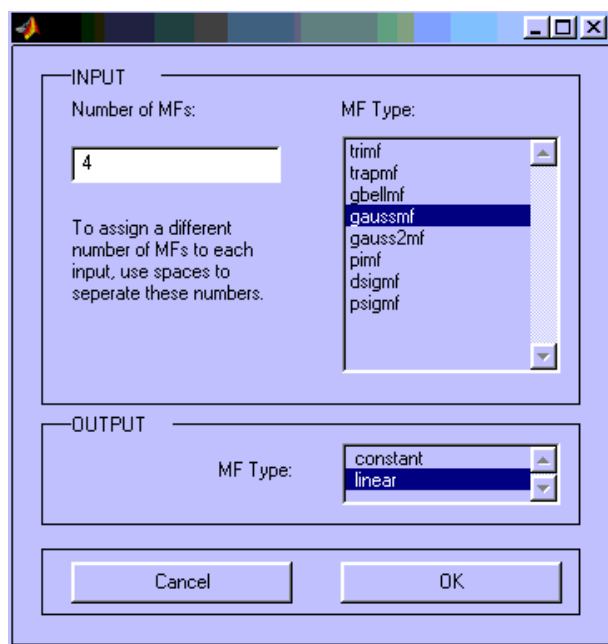 INPUT
Number of MFs:
4
To assign a different
number of MFs to each
input, use spaces to
seperate these numbers.
MF Type:
trimf
trapmf
gbellmf
gaussmf
gauss2mf
pimf
dsigmf
psigmf
OUTPUT
MF Type:
constant
linear
Cancel
OK